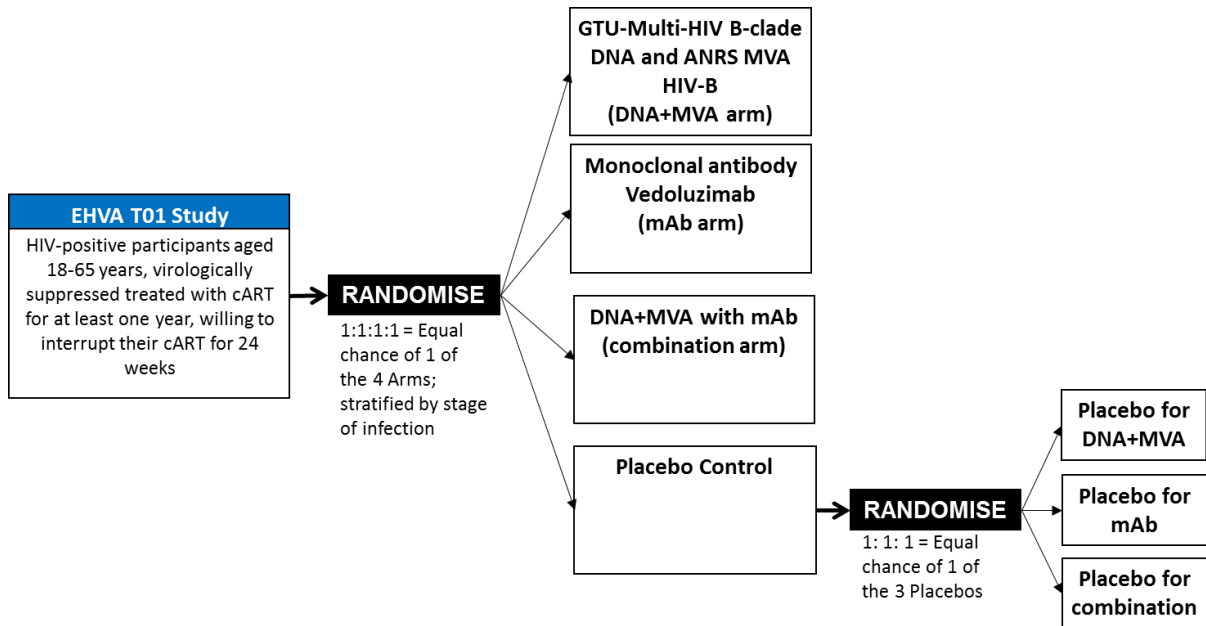 EHVA T01 Study
HIV-positive participants aged
18-65 years, virologically
suppressed treated with cART
for at least one year, willing to
interrupt their cART for 24
weeks
RANDOMISE
1:1:1:1 = Equal
chance of 1 of
the 4 Arms;
stratified by stage
of infection
GTU-Multi-HIV B-clade
DNA and ANRS MVA
HIV-B
(DNA+MVA arm)
Monoclonal antibody
Vedoluzimab
(mAb arm)
DNA+MVA with mAb
(combination arm)
Placebo Control
RANDOMISE
1: 1: 1 = Equal
chance of 1 of
the 3 Placebos
Placebo for
DNA+MVA
Placebo for
mAb
Placebo for
combination